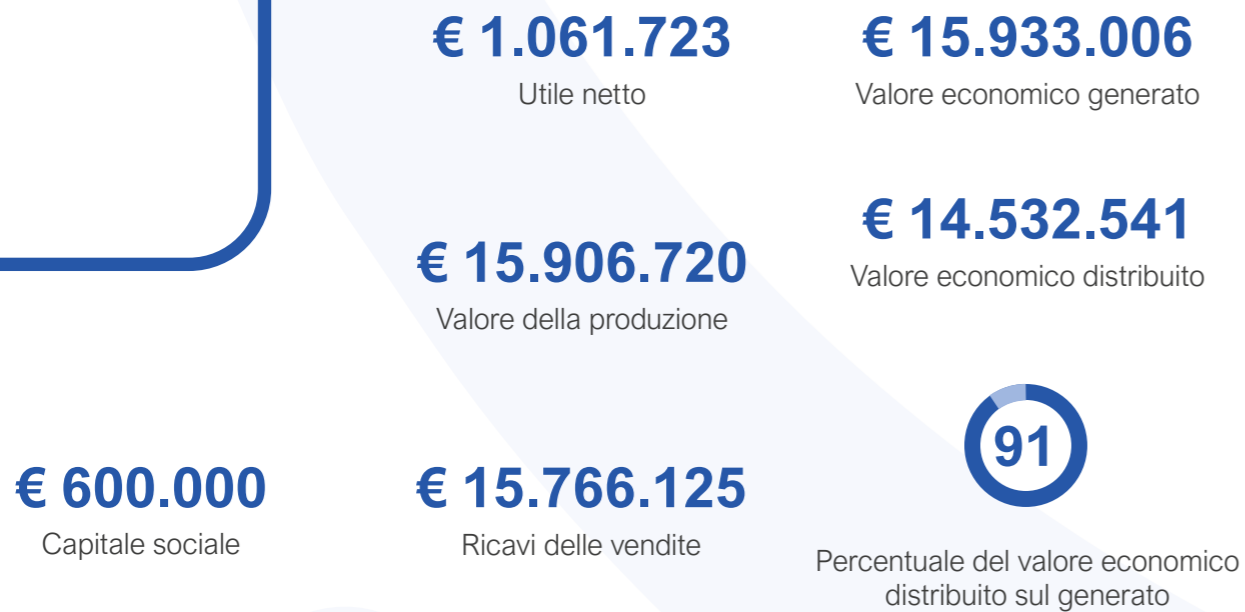 € 1.061.723
Utile netto
€ 15.933.006
Valore economico generato
€ 15.906.720
Valore della produzione
€ 14.532.541
Valore economico distribuito
€ 600.000
Capitale sociale
€ 15.766.125
Ricavi delle vendite
91
Percentuale del valore economico
distribuito sul generato